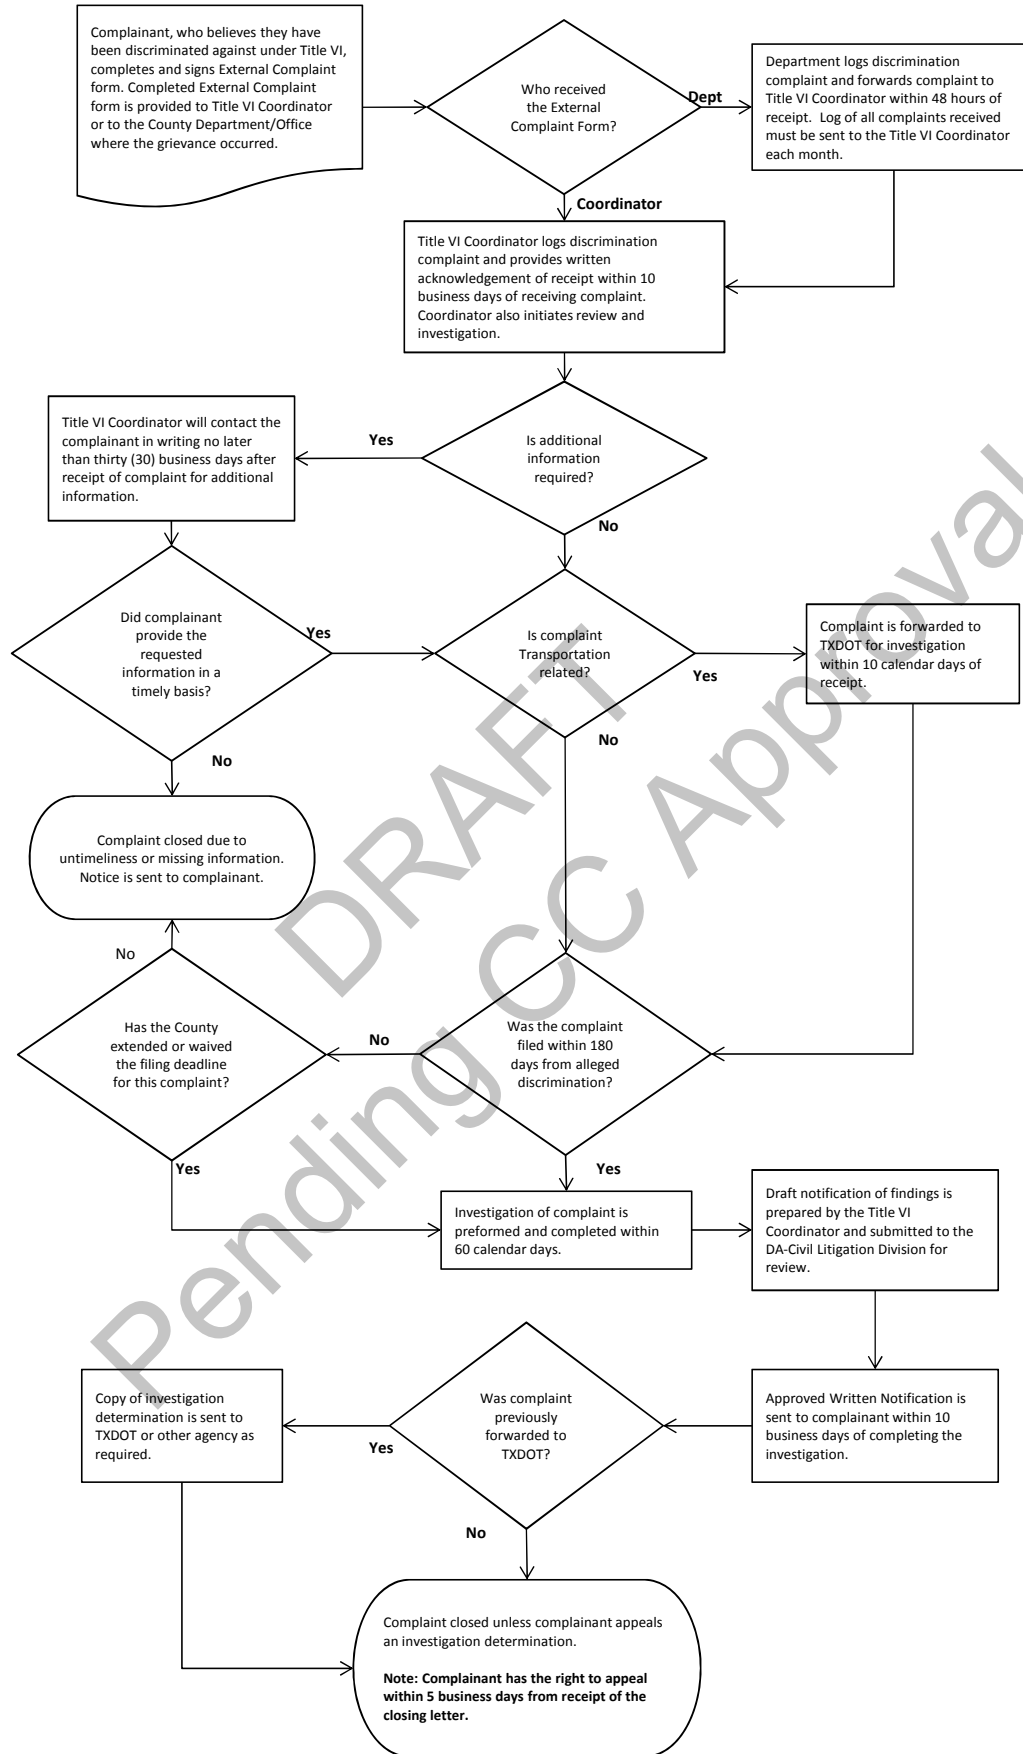 Complainant, who believes they have
been discriminated against under Title VI,
completes and signs External Complaint
form. Completed External Complaint
form is provided to Title VI Coordinator
or to the County Department/Office
where the grievance occurred.
Who received
the External
Complaint Form?
Dept
Department logs discrimination
complaint and forwards complaint to
Title VI Coordinator within 48 hours of
receipt.  Log of all complaints received
must be sent to the Title VI Coordinator
each month.
Coordinator
Title VI Coordinator logs discrimination
complaint and provides written
acknowledgement of receipt within 10
business days of receiving complaint.
Coordinator also initiates review and
investigation.
Is additional
information
required?
Yes
Title VI Coordinator will contact the
complainant in writing no later
than thirty (30) business days after
receipt of complaint for additional
information.
No
Did complainant
provide the
requested
information in a
timely basis?
Yes
Is complaint
Transportation
related?
Yes
Complaint is forwarded to
TXDOT for investigation
within 10 calendar days of
receipt.
No
No
Complaint closed due to
untimeliness or missing information.
Notice is sent to complainant.
No
Has the County
extended or waived
the filing deadline
for this complaint?
No
Was the complaint
filed within 180
days from alleged
discrimination?
Yes
Yes
Investigation of complaint is
preformed and completed within
60 calendar days.
Draft notification of findings is
prepared by the Title VI
Coordinator and submitted to the
DA-Civil Litigation Division for
review.
Approved Written Notification is
sent to complainant within 10
business days of completing the
investigation.
Was complaint
previously
forwarded to
TXDOT?
Yes
Copy of investigation
determination is sent to
TXDOT or other agency as
required.
No
Complaint closed unless complainant appeals
an investigation determination.
Note: Complainant has the right to appeal
within 5 business days from receipt of the
closing letter.
DRAFT
Pending CC Approval